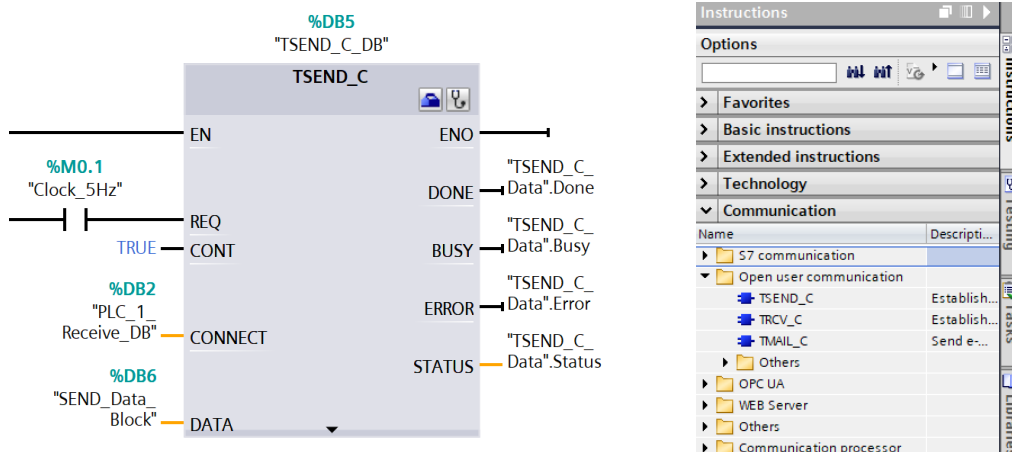 %DB5
"TSEND_C_DB"
TSEND_C
EN
ENO
%M0.1
"Clock_5Hz"
"TSEND_C_
DONE
Data".Done
REQ
"TSEND_C_
TRUE
CONT
BUSY
Data".Busy
%DB2
"PLC_1_
Receive_DB"
CONNECT
"TSEND_C_
ERROR
Data".Error
"TSEND_C_
STATUS
Data".Status
%DB6
"SEND_Data_
Block"
DATA
Instructions
Options
Favorites
Basic instructions
Extended instructions
Technology
Communication
Name
Descripti...
S7 communication
Open user communication
TSEND_C
Establish...
TRCV_C
Establish...
TMAIL_C
Send e-...
Others
OPC UA
WEB Server
Others
Communication processor
Instructions
Testing
Tasks
Libraries